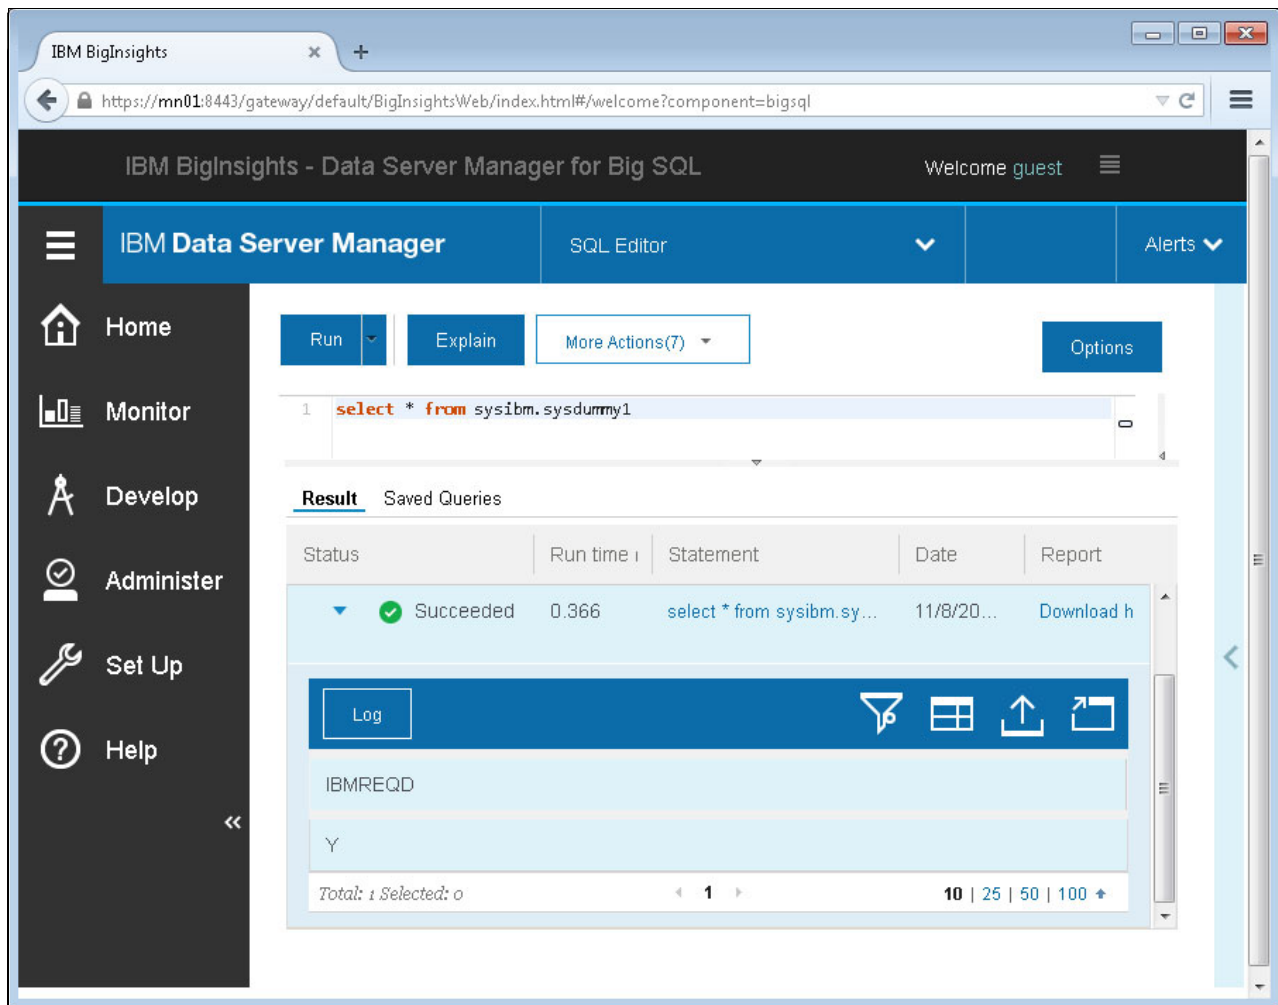 IBM BigInsights
https://mn01:8443/gateway/default/BigInsightsWeb/index.html#/welcome?component=bigsql
IBM BigInsights - Data Server Manager for Big SQL
Welcome guest
IBM Data Server Manager
SQL Editor
Alerts
Home
Monitor
Develop
Administer
Set Up
Help
«
Run
Explain
More Actions(7)
Options
1 select * from sysibm.sysdummy1
Result Saved Queries
Status Run time Statement Date Report
Succeeded 0.366 select * from sysibm.sy... 11/8/20... Download h
Log
IBMREQD
Y
Total: 1 Selected: 0 1 10 | 25 | 50 | 100